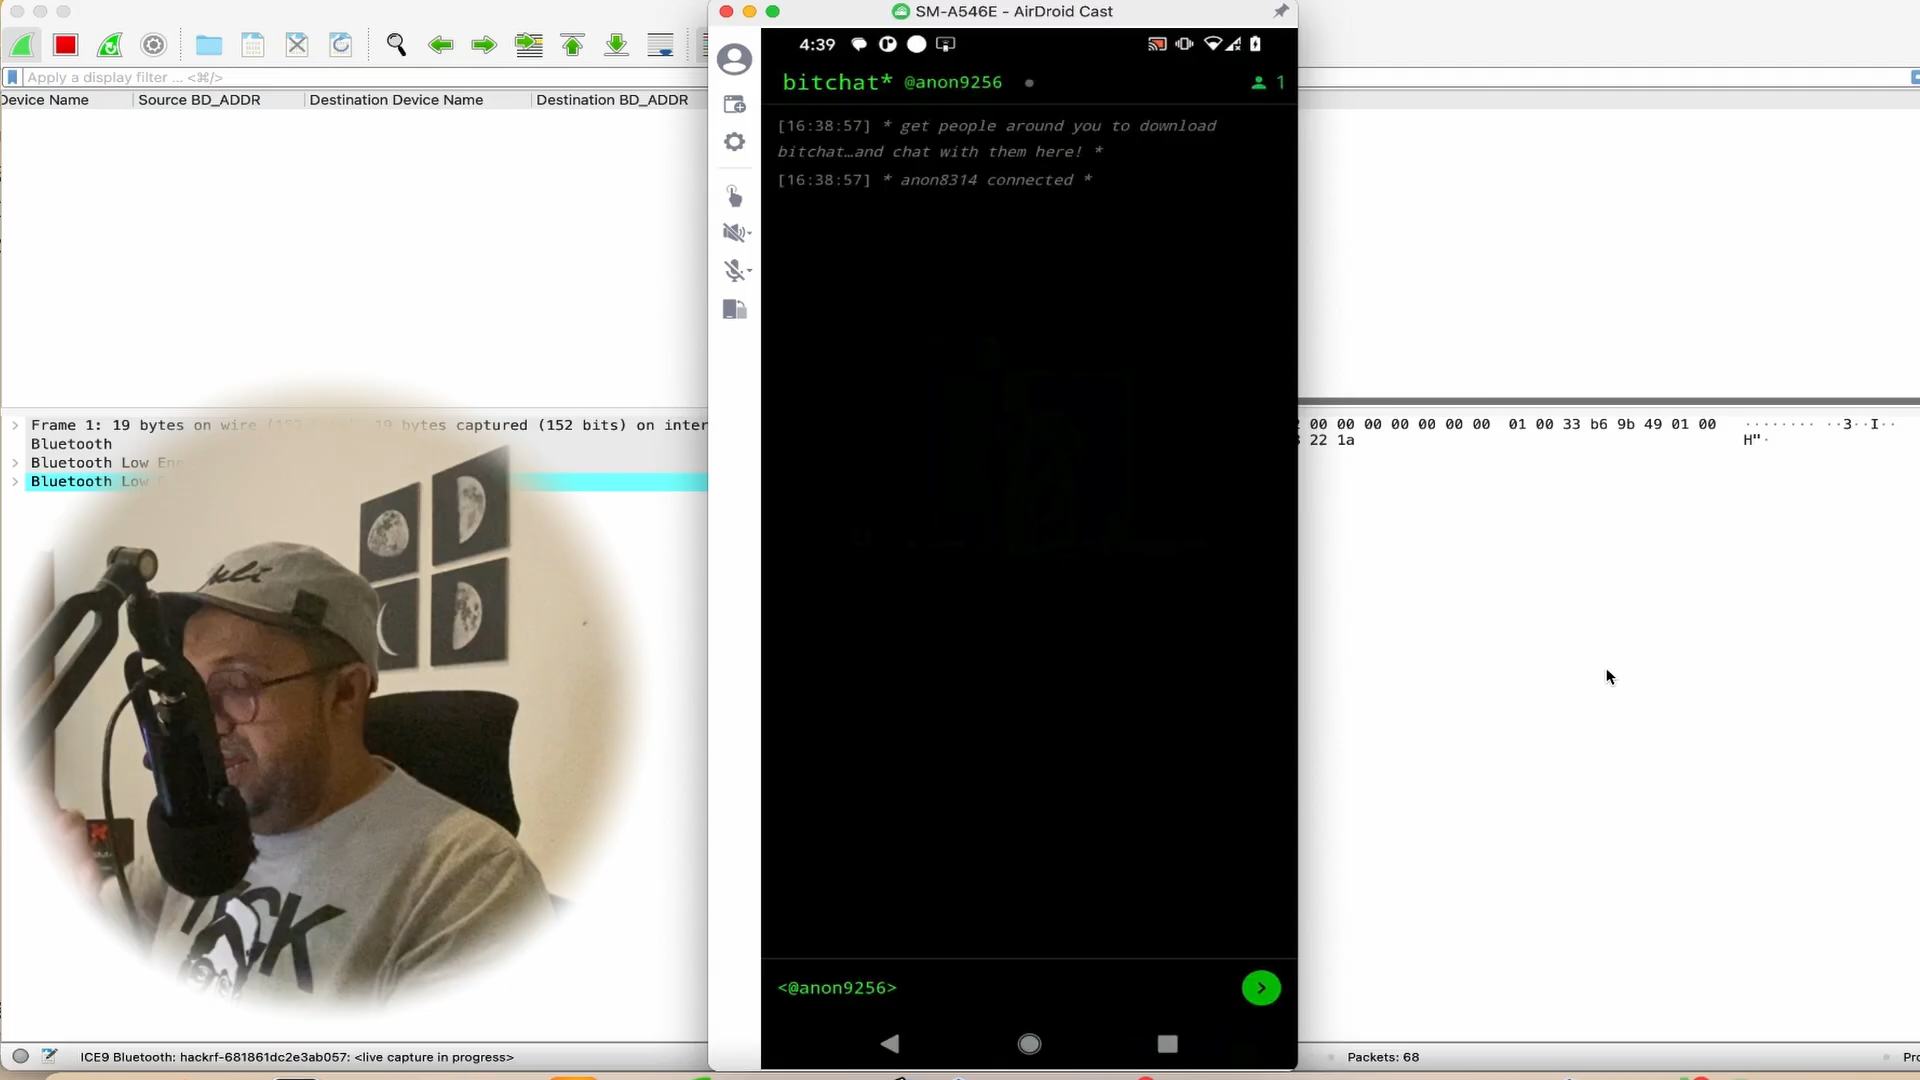 SM-A546E - AirDroid Cast
Apply a display filter ... <⌘/>
Device Name
Source BD_ADDR
Destination Device Name
Destination BD_ADDR
4:39
bitchat* @anon9256
1
[16:38:57] * get people around you to download
bitchat…and chat with them here! *
[16:38:57] * anon8314 connected *
Frame 1: 19 bytes on wire 19 bytes captured (152 bits) on inter
Bluetooth
Bluetooth Low
Bluetooth Low
00 00 00 00 00 00 00 01 00 33 b6 9b 49 01 00 ········ ··3··I··
22 1a H"·
<@anon9256>
ICE9 Bluetooth: hackrf-681861dc2e3ab057: <live capture in progress>
Packets: 68